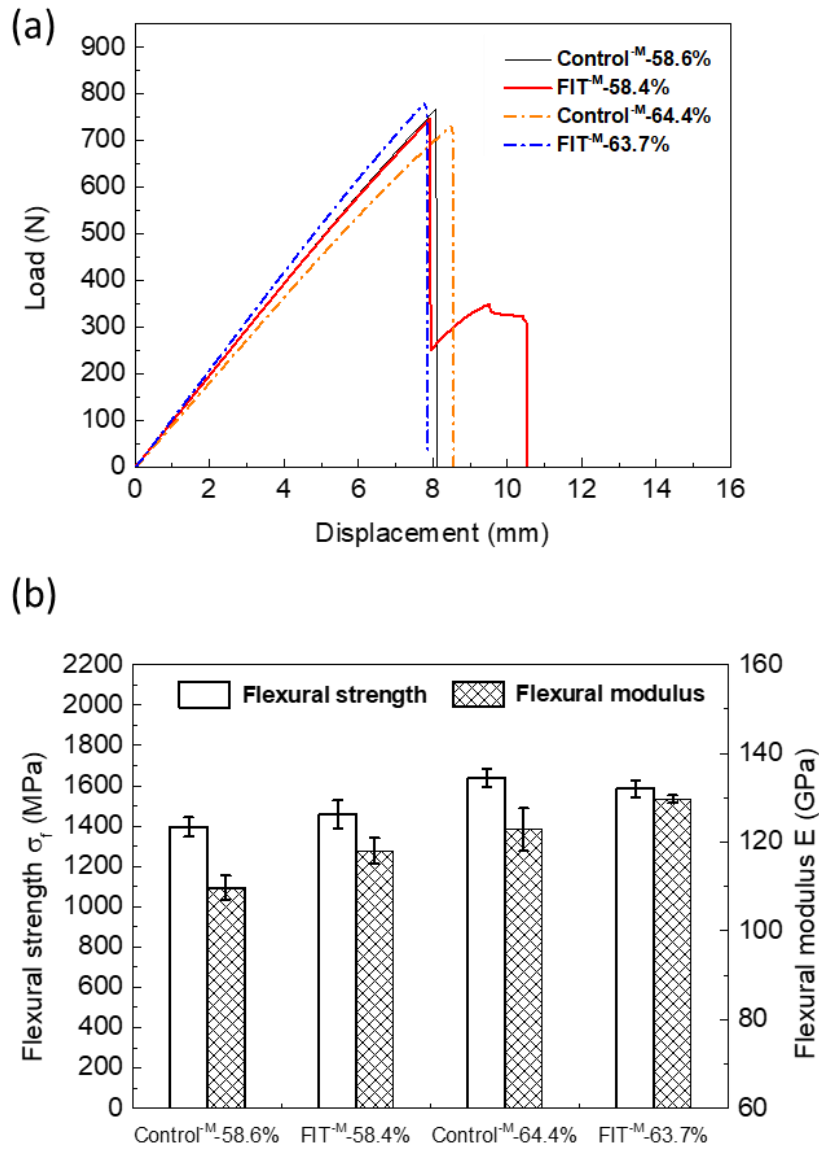 (a)
900
800
700
600
500
400
300
200
100
0
Load (N)
Control-M-58.6%
FIT-M-58.4%
Control-M-64.4%
FIT-M-63.7%
0 2 4 6 8 10 12 14 16
Displacement (mm)
(b)
2200
2000
1800
1600
1400
1200
1000
800
600
400
200
0
Flexural strength σf (MPa)
Flexural strength
Flexural modulus
160
140
120
100
80
60
Flexural modulus E (GPa)
Control-M-58.6% FIT-M-58.4% Control-M-64.4% FIT-M-63.7%